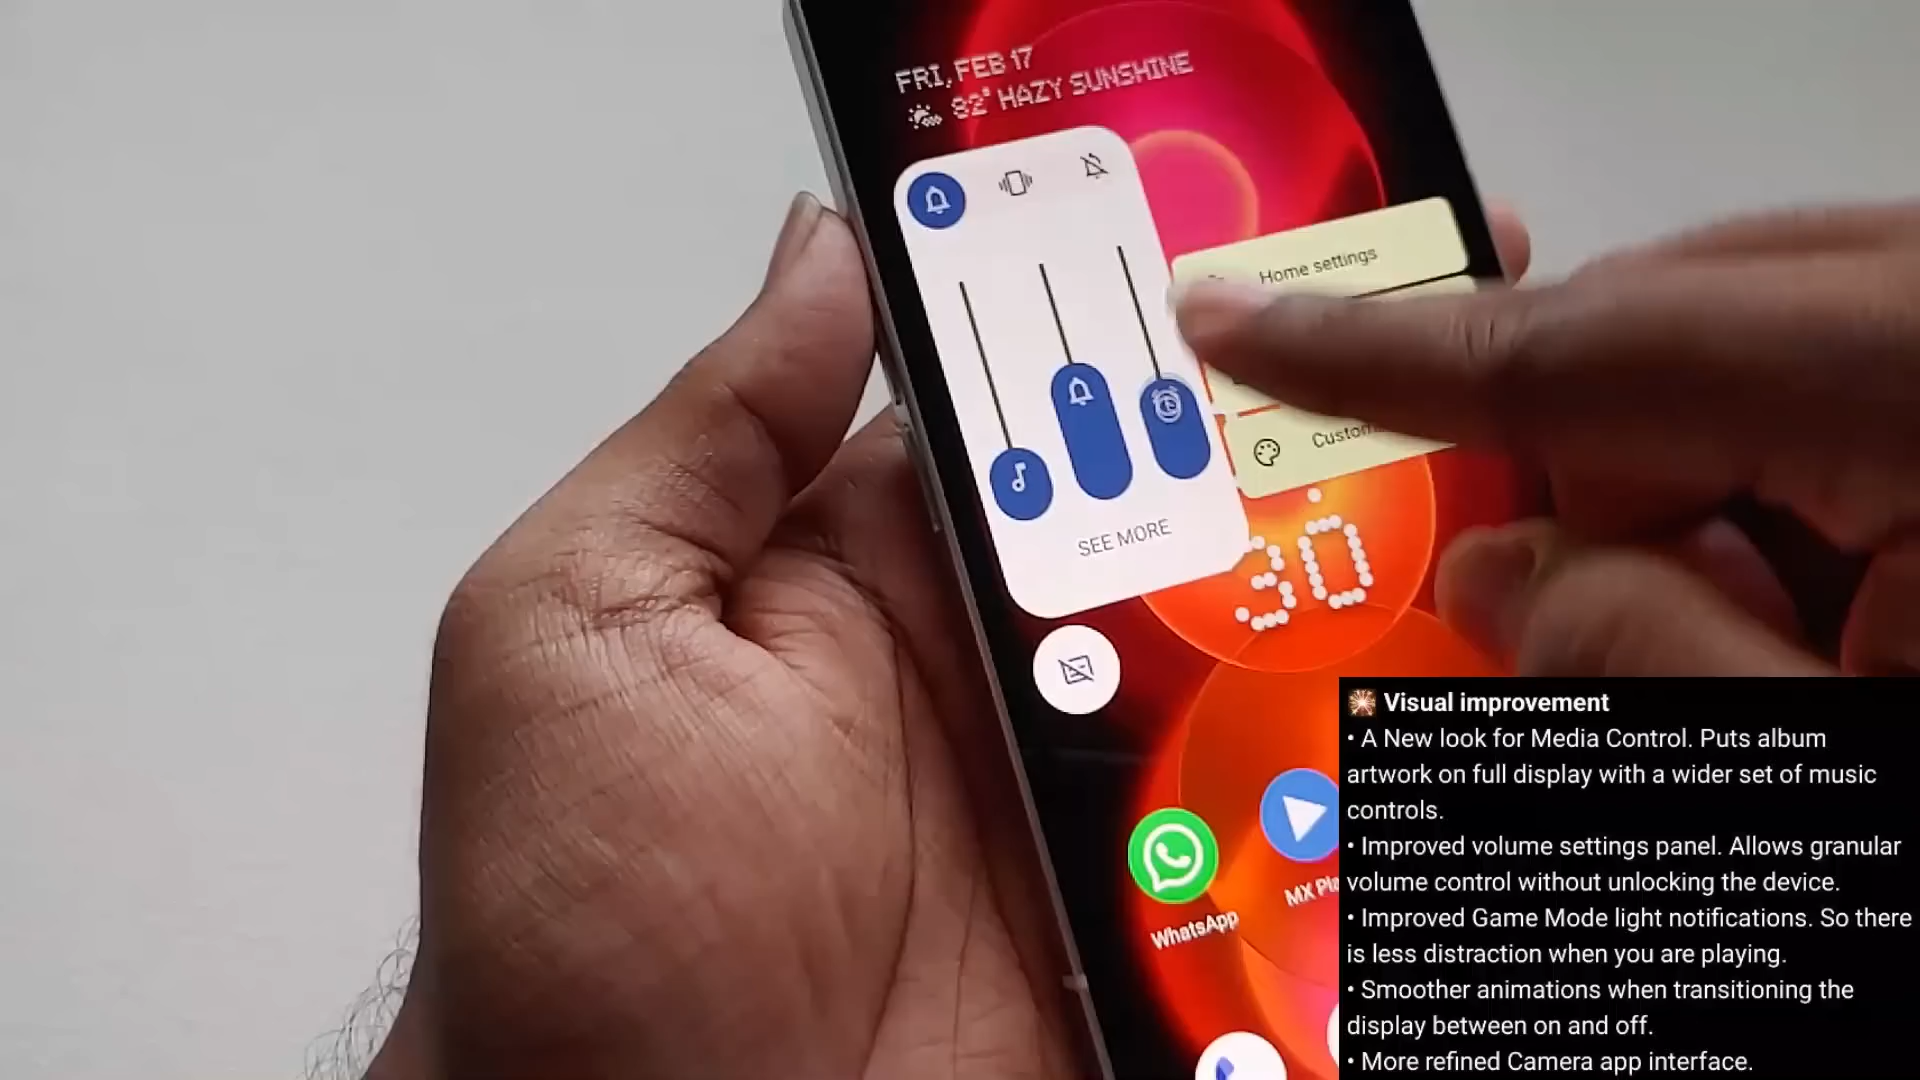 FRI, FEB 17
82° HAZY SUNSHINE
Home settings
SEE MORE
30
WhatsApp
🎇 Visual improvement
• A New look for Media Control. Puts album
artwork on full display with a wider set of music
controls.
• Improved volume settings panel. Allows granular
volume control without unlocking the device.
• Improved Game Mode light notifications. So there
is less distraction when you are playing.
• Smoother animations when transitioning the
display between on and off.
• More refined Camera app interface.